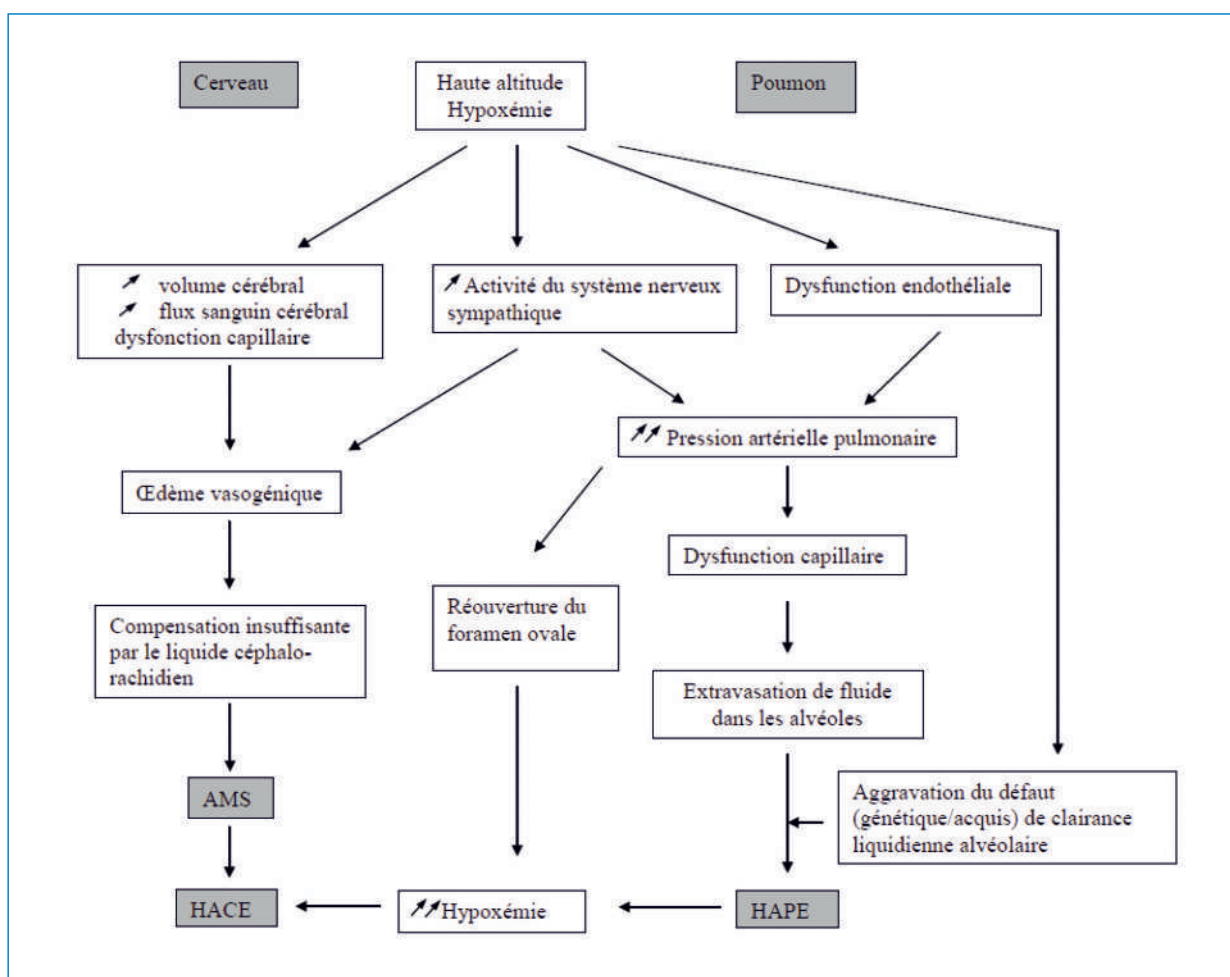 Cerveau
Haute altitude
Hypoxémie
Poumon
volume cérébral
flux sanguin cérébral
dysfonction capillaire
Activité du système nerveux
sympathique
Dysfunction endothéliale
Pression artérielle pulmonaire
Œdème vasogénique
Dysfunction capillaire
Compensation insuffisante
par le liquide céphalo-
rachidien
Réouverture du
foramen ovale
Extravasation de fluide
dans les alvéoles
AMS
Aggravation du défaut
(génétique/acquis) de clairance
liquidienne alvéolaire
HACE
Hypoxémie
HAPE